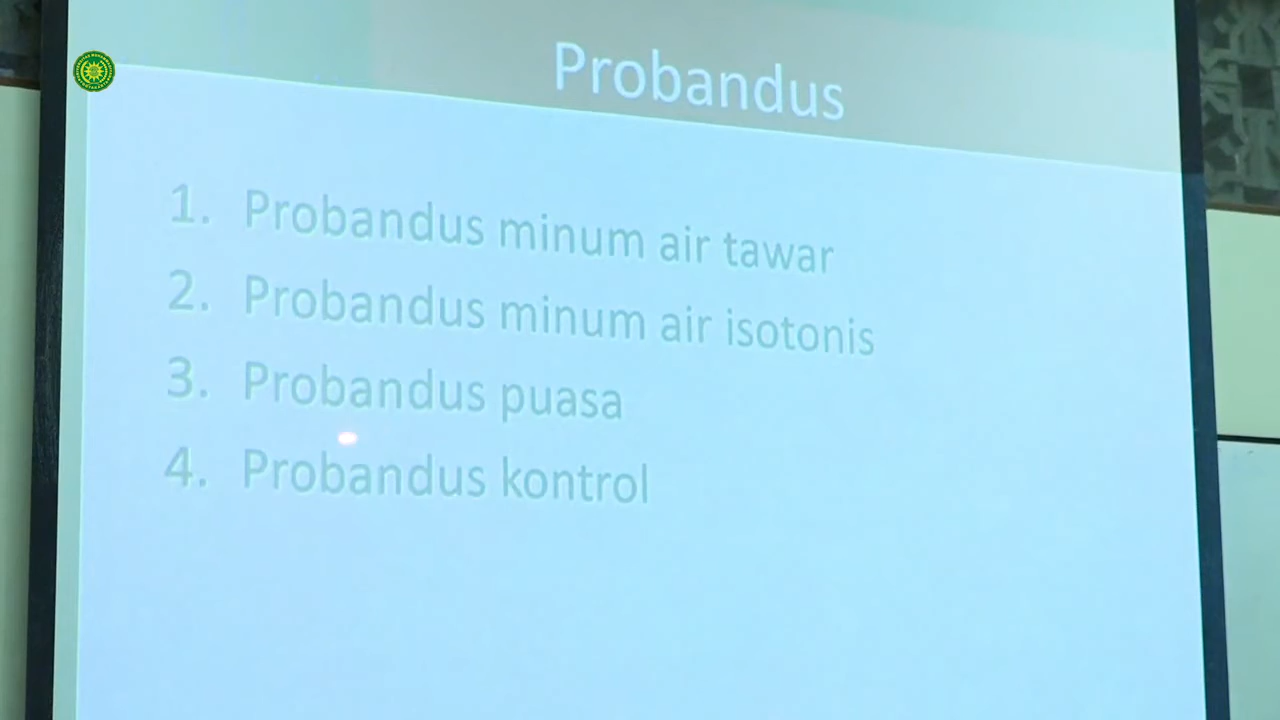 Probandus
1. Probandus minum air tawar
2. Probandus minum air isotonis
3. Probandus puasa
4. Probandus kontrol